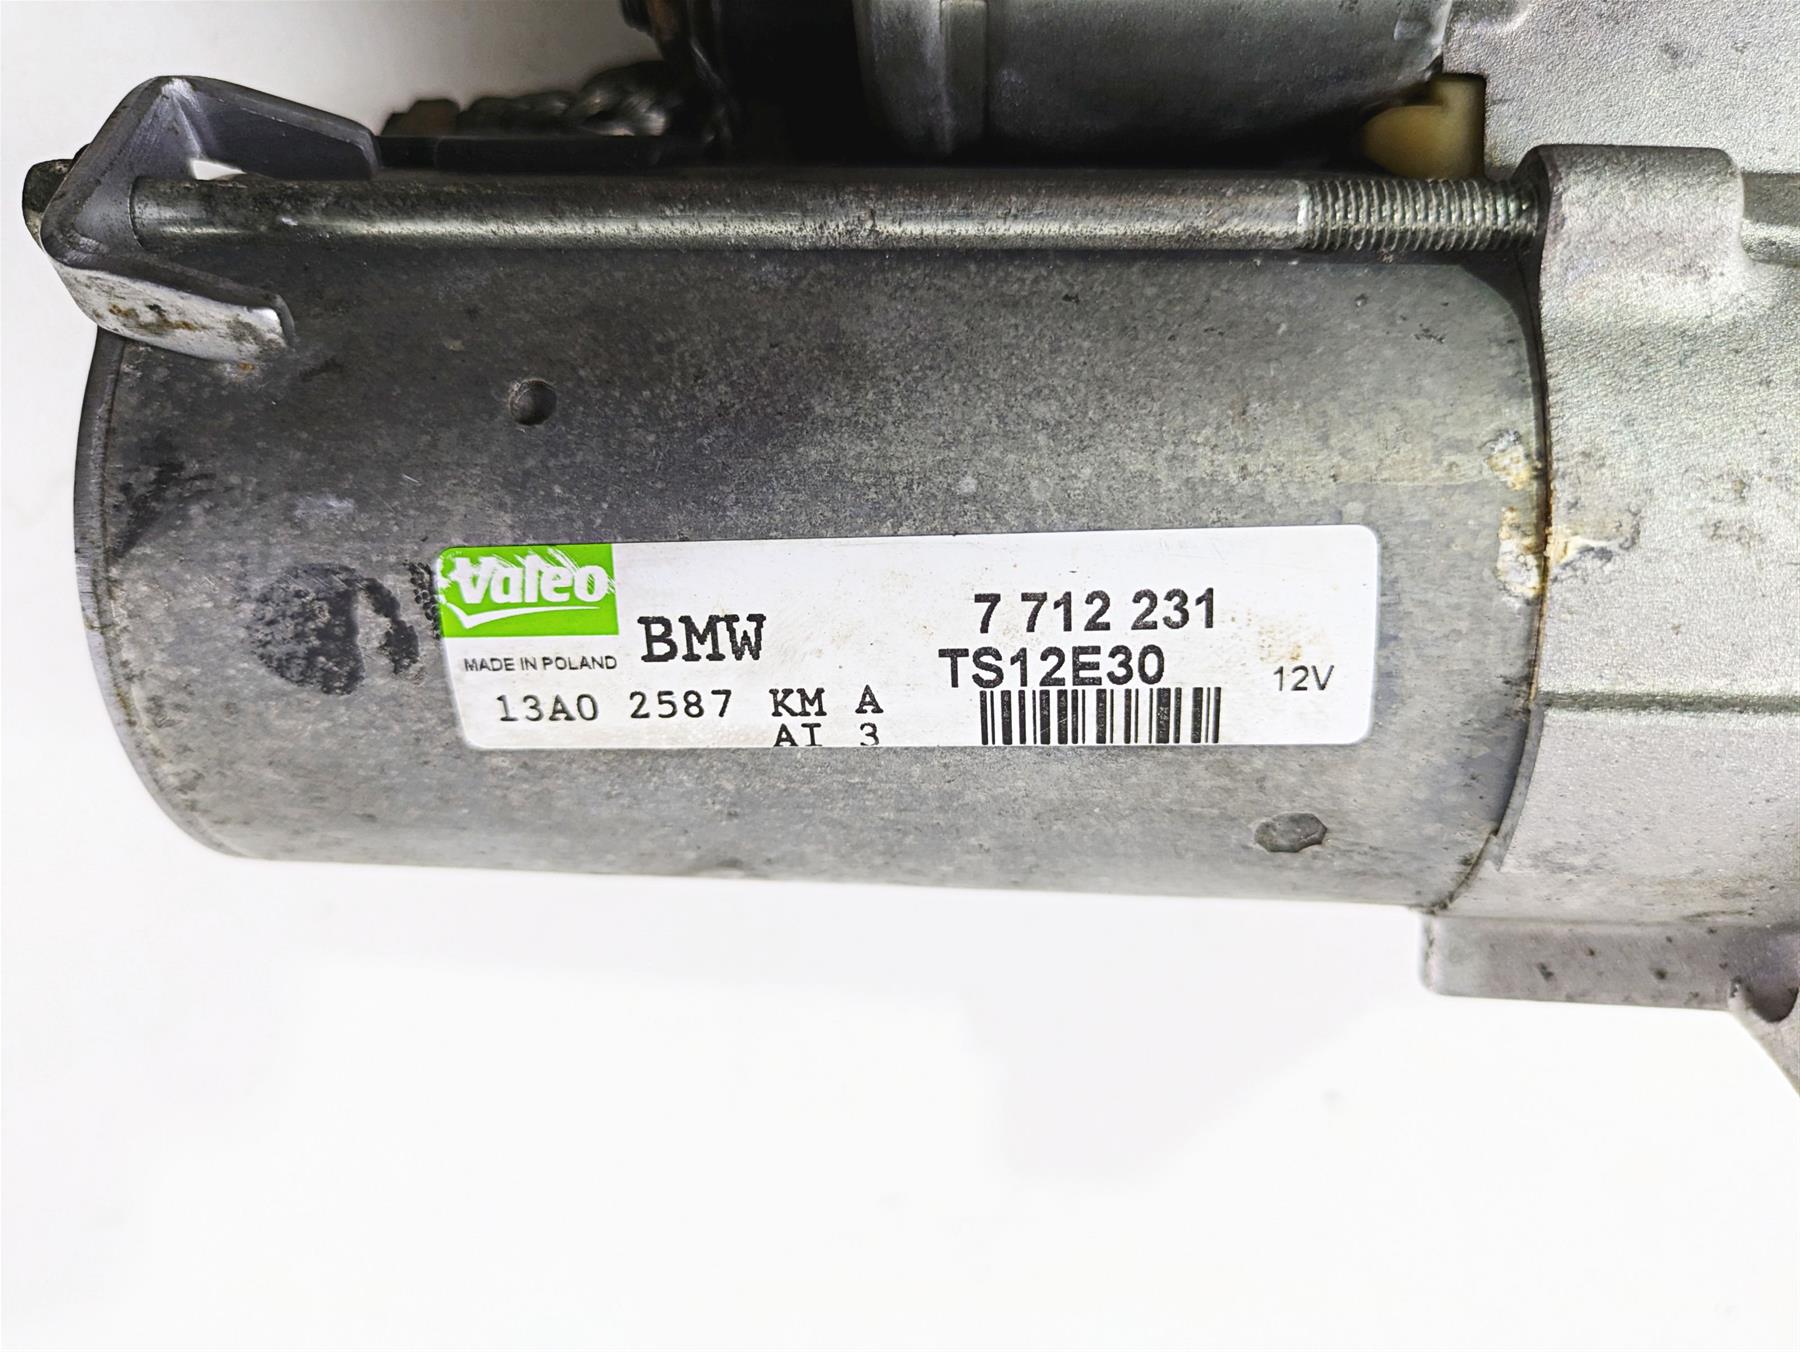 Valeo
BMW
7 712 231
MADE IN POLAND
TS12E30
12V
13A0 2587 KM A
AI 3